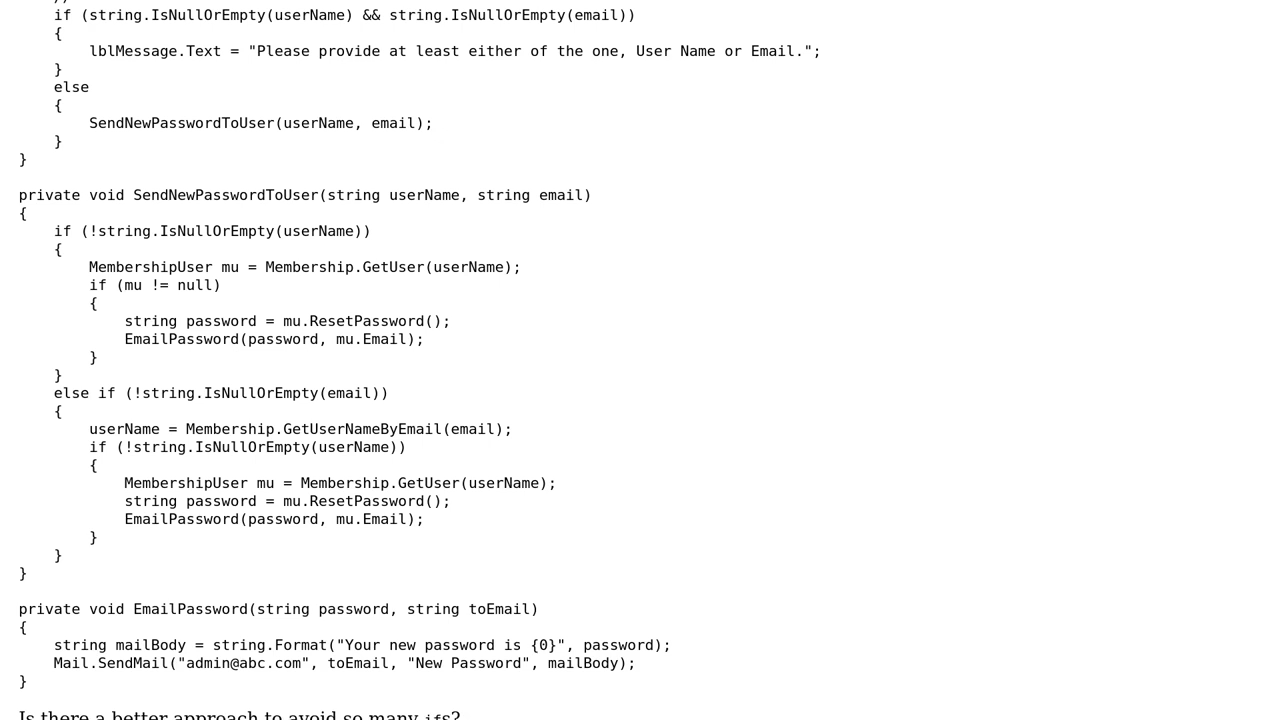 //
    if (string.IsNullOrEmpty(userName) && string.IsNullOrEmpty(email))
    {
        lblMessage.Text = "Please provide at least either of the one, User Name or Email.";
    }
    else
    {
        SendNewPasswordToUser(userName, email);
    }
}

private void SendNewPasswordToUser(string userName, string email)
{
    if (!string.IsNullOrEmpty(userName))
    {
        MembershipUser mu = Membership.GetUser(userName);
        if (mu != null)
        {
            string password = mu.ResetPassword();
            EmailPassword(password, mu.Email);
        }
    }
    else if (!string.IsNullOrEmpty(email))
    {
        userName = Membership.GetUserNameByEmail(email);
        if (!string.IsNullOrEmpty(userName))
        {
            MembershipUser mu = Membership.GetUser(userName);
            string password = mu.ResetPassword();
            EmailPassword(password, mu.Email);
        }
    }
}

private void EmailPassword(string password, string toEmail)
{
    string mailBody = string.Format("Your new password is {0}", password);
    Mail.SendMail("admin@abc.com", toEmail, "New Password", mailBody);
}

Is there a better approach to avoid so many ifs?